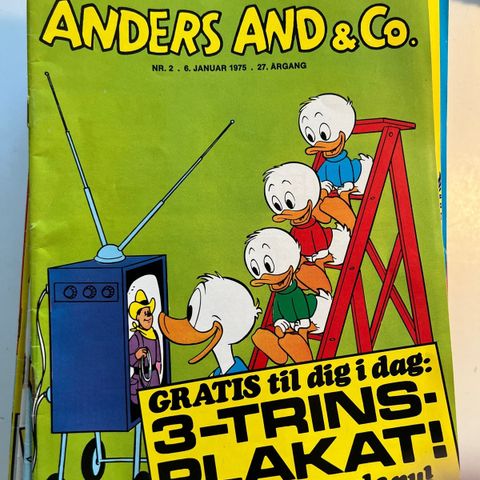 ANDERS AND & Co.
NR. 2 . 6. JANUAR 1975 . 27. ÅRGANG
GRATIS til dig i dag:
3-TRINS-
PLAKAT!